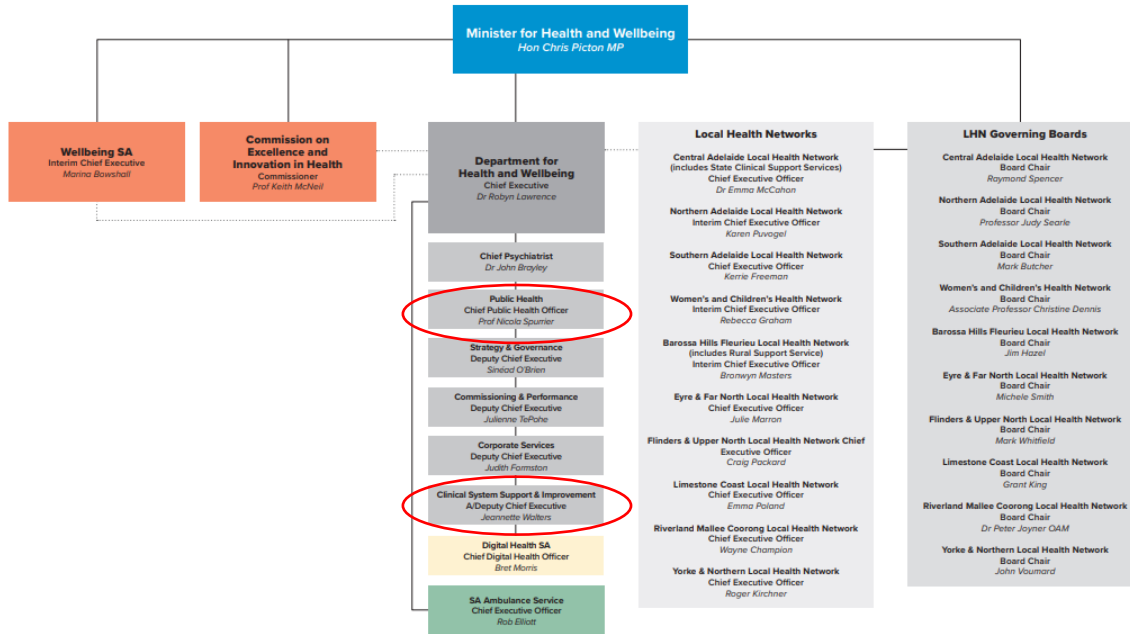 Minister for Health and Wellbeing
Hon Chris Picton MP
Wellbeing SA
Interim Chief Executive
Marina Bowshall
Commission on
Excellence and
Innovation in Health
Commissioner
Prof Keith McNeil
Department for
Health and Wellbeing
Chief Executive
Dr Robyn Lawrence
Chief Psychiatrist
Dr John Brayley
Public Health
Chief Public Health Officer
Prof Nicola Spurrier
Strategy & Governance
Deputy Chief Executive
Sinéad O'Brien
Commissioning & Performance
Deputy Chief Executive
Julienne TePohe
Corporate Services
Deputy Chief Executive
Judith Formston
Clinical System Support & Improvement
A/Deputy Chief Executive
Jeannette Walters
Digital Health SA
Chief Digital Health Officer
Bret Morris
SA Ambulance Service
Chief Executive Officer
Rob Elliott
Local Health Networks
Central Adelaide Local Health Network
(includes State Clinical Support Services)
Chief Executive Officer
Dr Emma McCahon
Northern Adelaide Local Health Network
Interim Chief Executive Officer
Karen Puvogel
Southern Adelaide Local Health Network
Chief Executive Officer
Kerrie Freeman
Women's and Children's Health Network
Interim Chief Executive Officer
Rebecca Graham
Barossa Hills Fleurieu Local Health Network
(includes Rural Support Service)
Interim Chief Executive Officer
Bronwyn Masters
Eyre & Far North Local Health Network
Chief Executive Officer
Julie Marron
Flinders & Upper North Local Health Network Chief
Executive Officer
Craig Packard
Limestone Coast Local Health Network
Chief Executive Officer
Emma Poland
Riverland Mallee Coorong Local Health Network
Chief Executive Officer
Wayne Champion
Yorke & Northern Local Health Network
Chief Executive Officer
Roger Kirchner
LHN Governing Boards
Central Adelaide Local Health Network
Board Chair
Raymond Spencer
Northern Adelaide Local Health Network
Board Chair
Professor Judy Searle
Southern Adelaide Local Health Network
Board Chair
Mark Butcher
Women's and Children's Health Network
Board Chair
Associate Professor Christine Dennis
Barossa Hills Fleurieu Local Health Network
Board Chair
Jim Hazel
Eyre & Far North Local Health Network
Board Chair
Michele Smith
Flinders & Upper North Local Health Network
Board Chair
Mark Whitfield
Limestone Coast Local Health Network
Board Chair
Grant King
Riverland Mallee Coorong Local Health Network
Board Chair
Dr Peter Joyner OAM
Yorke & Northern Local Health Network
Board Chair
John Voumard